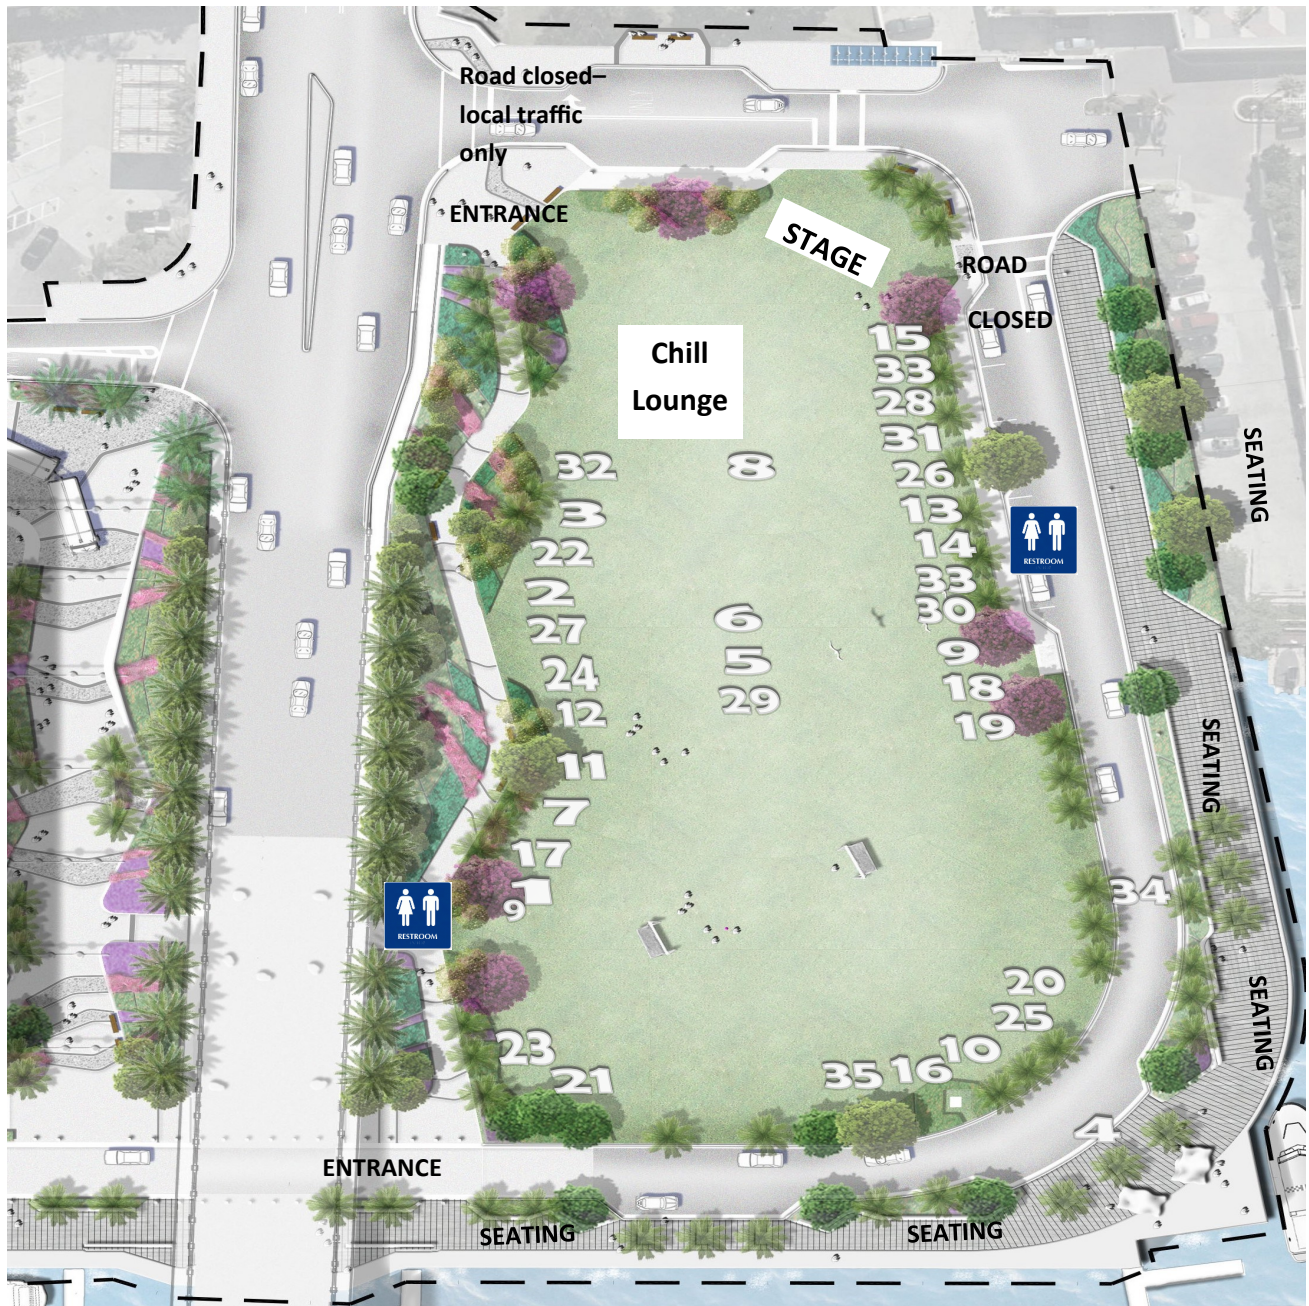 Road closed–
local traffic
only
ENTRANCE
STAGE
ROAD
CLOSED
Chill
Lounge
15
33
28
31
26
13
14
33
30
9
18
19
32
3
22
2
27
24
12
11
7
17
1
9
23
21
8
6
5
29
34
20
25
10
16
35
4
RESTROOM
RESTROOM
SEATING
SEATING
SEATING
ENTRANCE
SEATING
SEATING